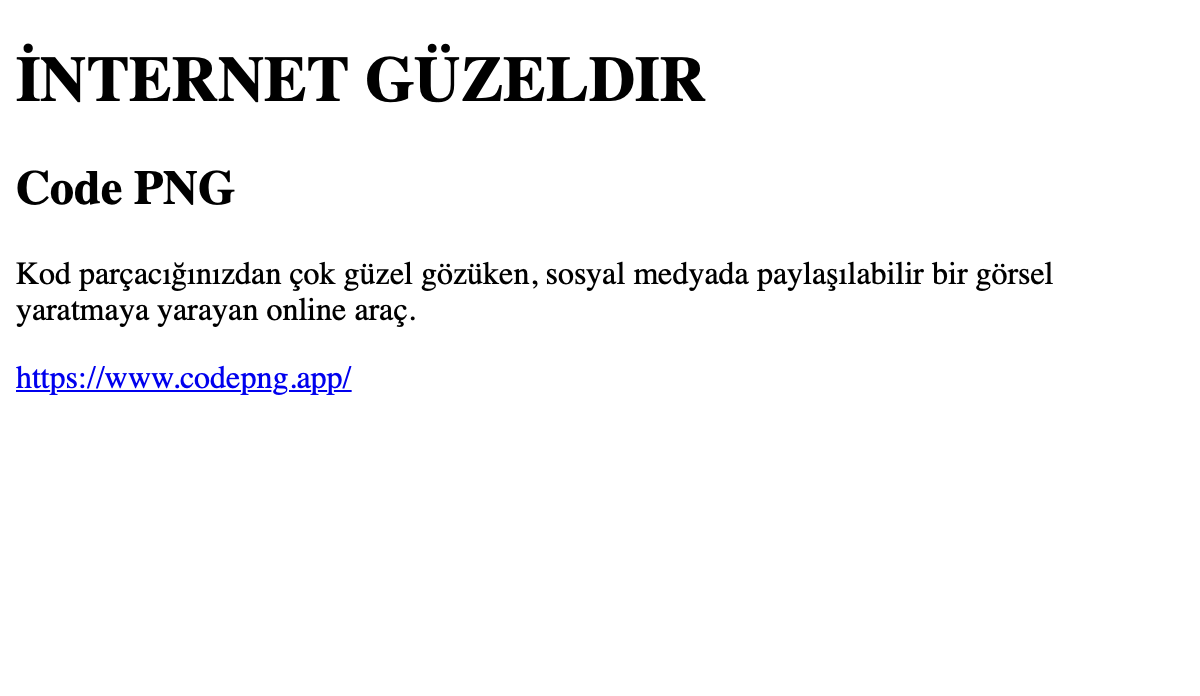 İNTERNET GÜZELDIR
Code PNG
Kod parçacığınızdan çok güzel gözüken, sosyal medyada paylaşılabilir bir görsel
yaratmaya yarayan online araç.
https://www.codepng.app/